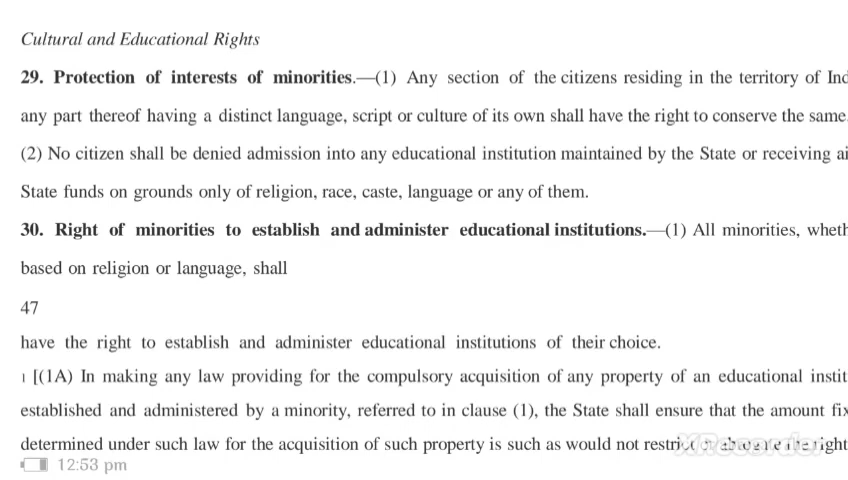 Cultural and Educational Rights
29. Protection of interests of minorities.—(1) Any section of the citizens residing in the territory of Ind
any part thereof having a distinct language, script or culture of its own shall have the right to conserve the same.
(2) No citizen shall be denied admission into any educational institution maintained by the State or receiving ai
State funds on grounds only of religion, race, caste, language or any of them.
30. Right of minorities to establish and administer educational institutions.—(1) All minorities, wheth
based on religion or language, shall
47
have the right to establish and administer educational institutions of their choice.
1 [(1A) In making any law providing for the compulsory acquisition of any property of an educational instit
established and administered by a minority, referred to in clause (1), the State shall ensure that the amount fix
determined under such law for the acquisition of such property is such as would not restrict or abrogate the right
XRecorder
12:53 pm